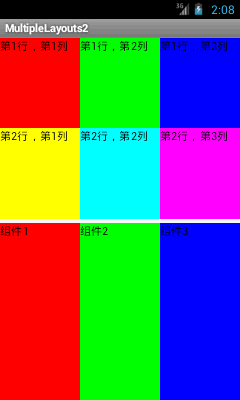 3G 2:08
MultipleLayouts2
第1行，第1列 第1行，第2列 第1行，第3列
第2行，第1列 第2行，第2列 第2行，第3列
组件1 组件2 组件3